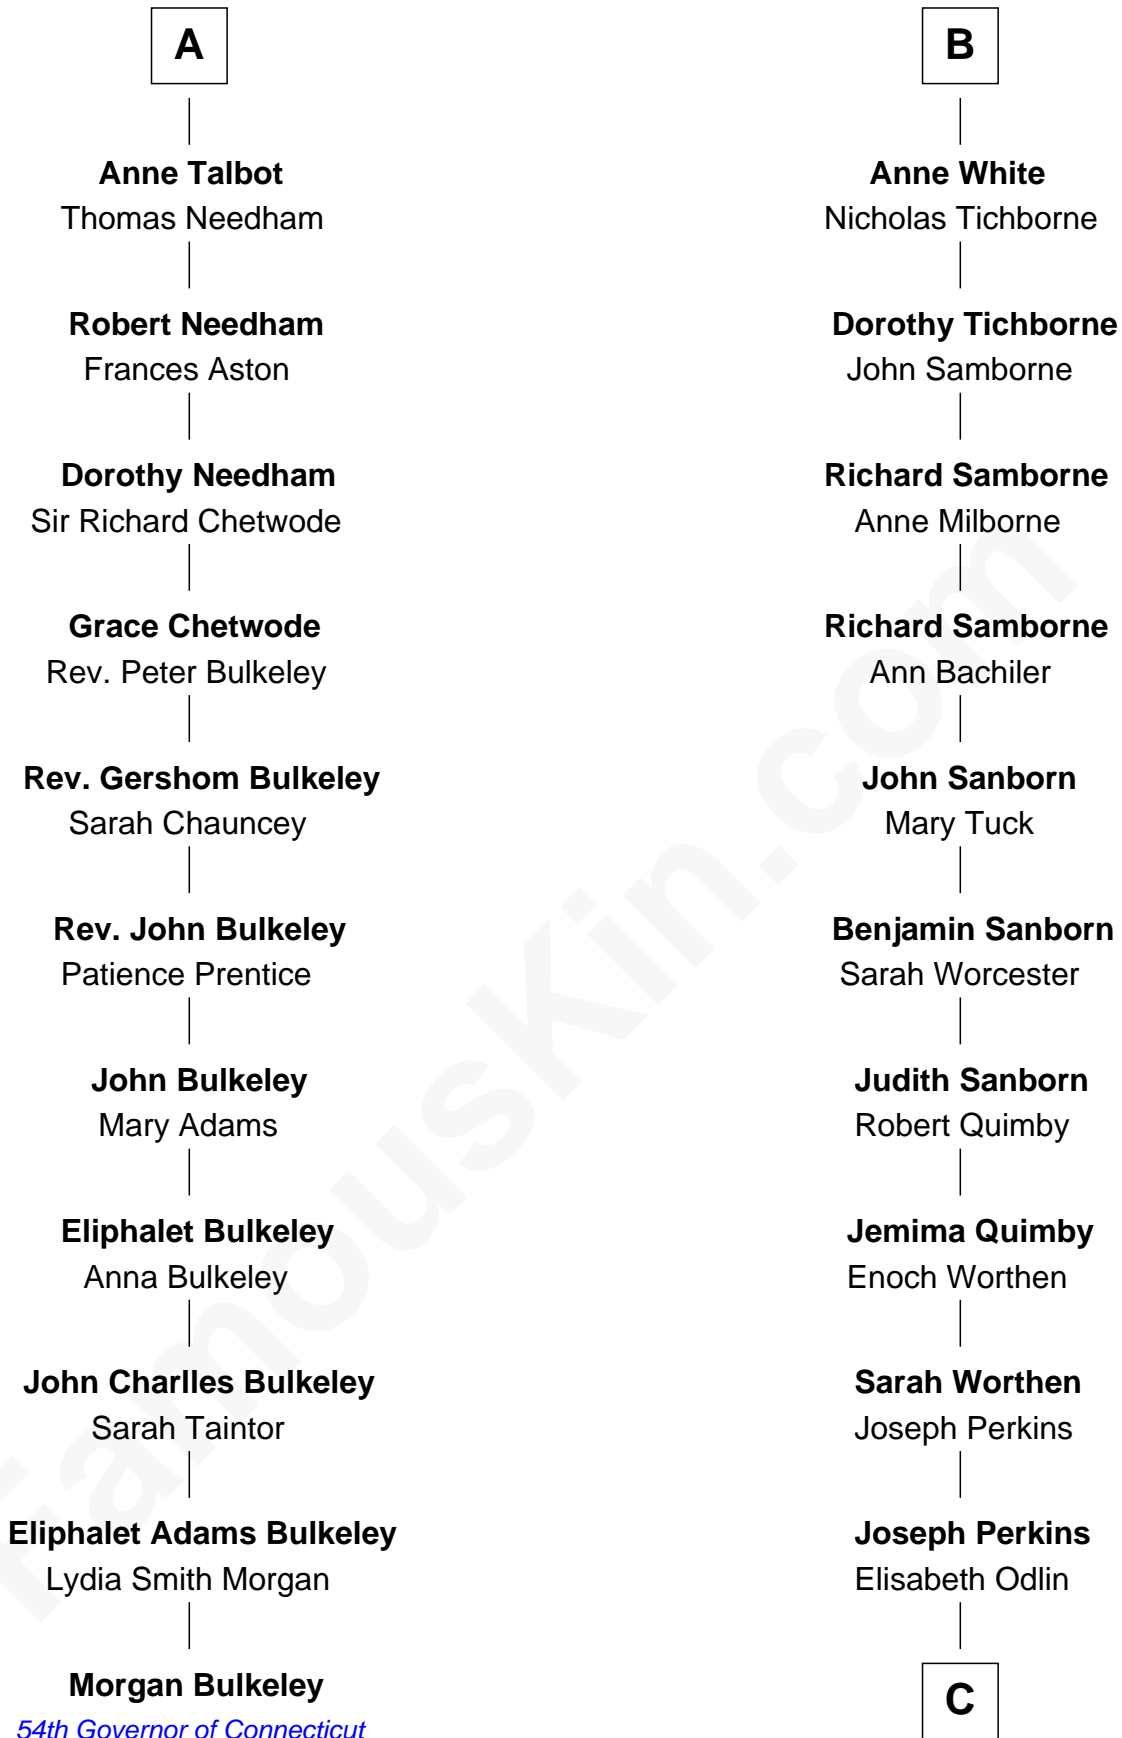 A
Anne Talbot
Thomas Needham
Robert Needham
Frances Aston
Dorothy Needham
Sir Richard Chetwode
Grace Chetwode
Rev. Peter Bulkeley
Rev. Gershom Bulkeley
Sarah Chauncey
Rev. John Bulkeley
Patience Prentice
John Bulkeley
Mary Adams
Eliphalet Bulkeley
Anna Bulkeley
John Charlles Bulkeley
Sarah Taintor
Eliphalet Adams Bulkeley
Lydia Smith Morgan
Morgan Bulkeley
54th Governor of Connecticut
B
Anne White
Nicholas Tichborne
Dorothy Tichborne
John Samborne
Richard Samborne
Anne Milborne
Richard Samborne
Ann Bachiler
John Sanborn
Mary Tuck
Benjamin Sanborn
Sarah Worcester
Judith Sanborn
Robert Quimby
Jemima Quimby
Enoch Worthen
Sarah Worthen
Joseph Perkins
Joseph Perkins
Elisabeth Odlin
C
FamousKin.com